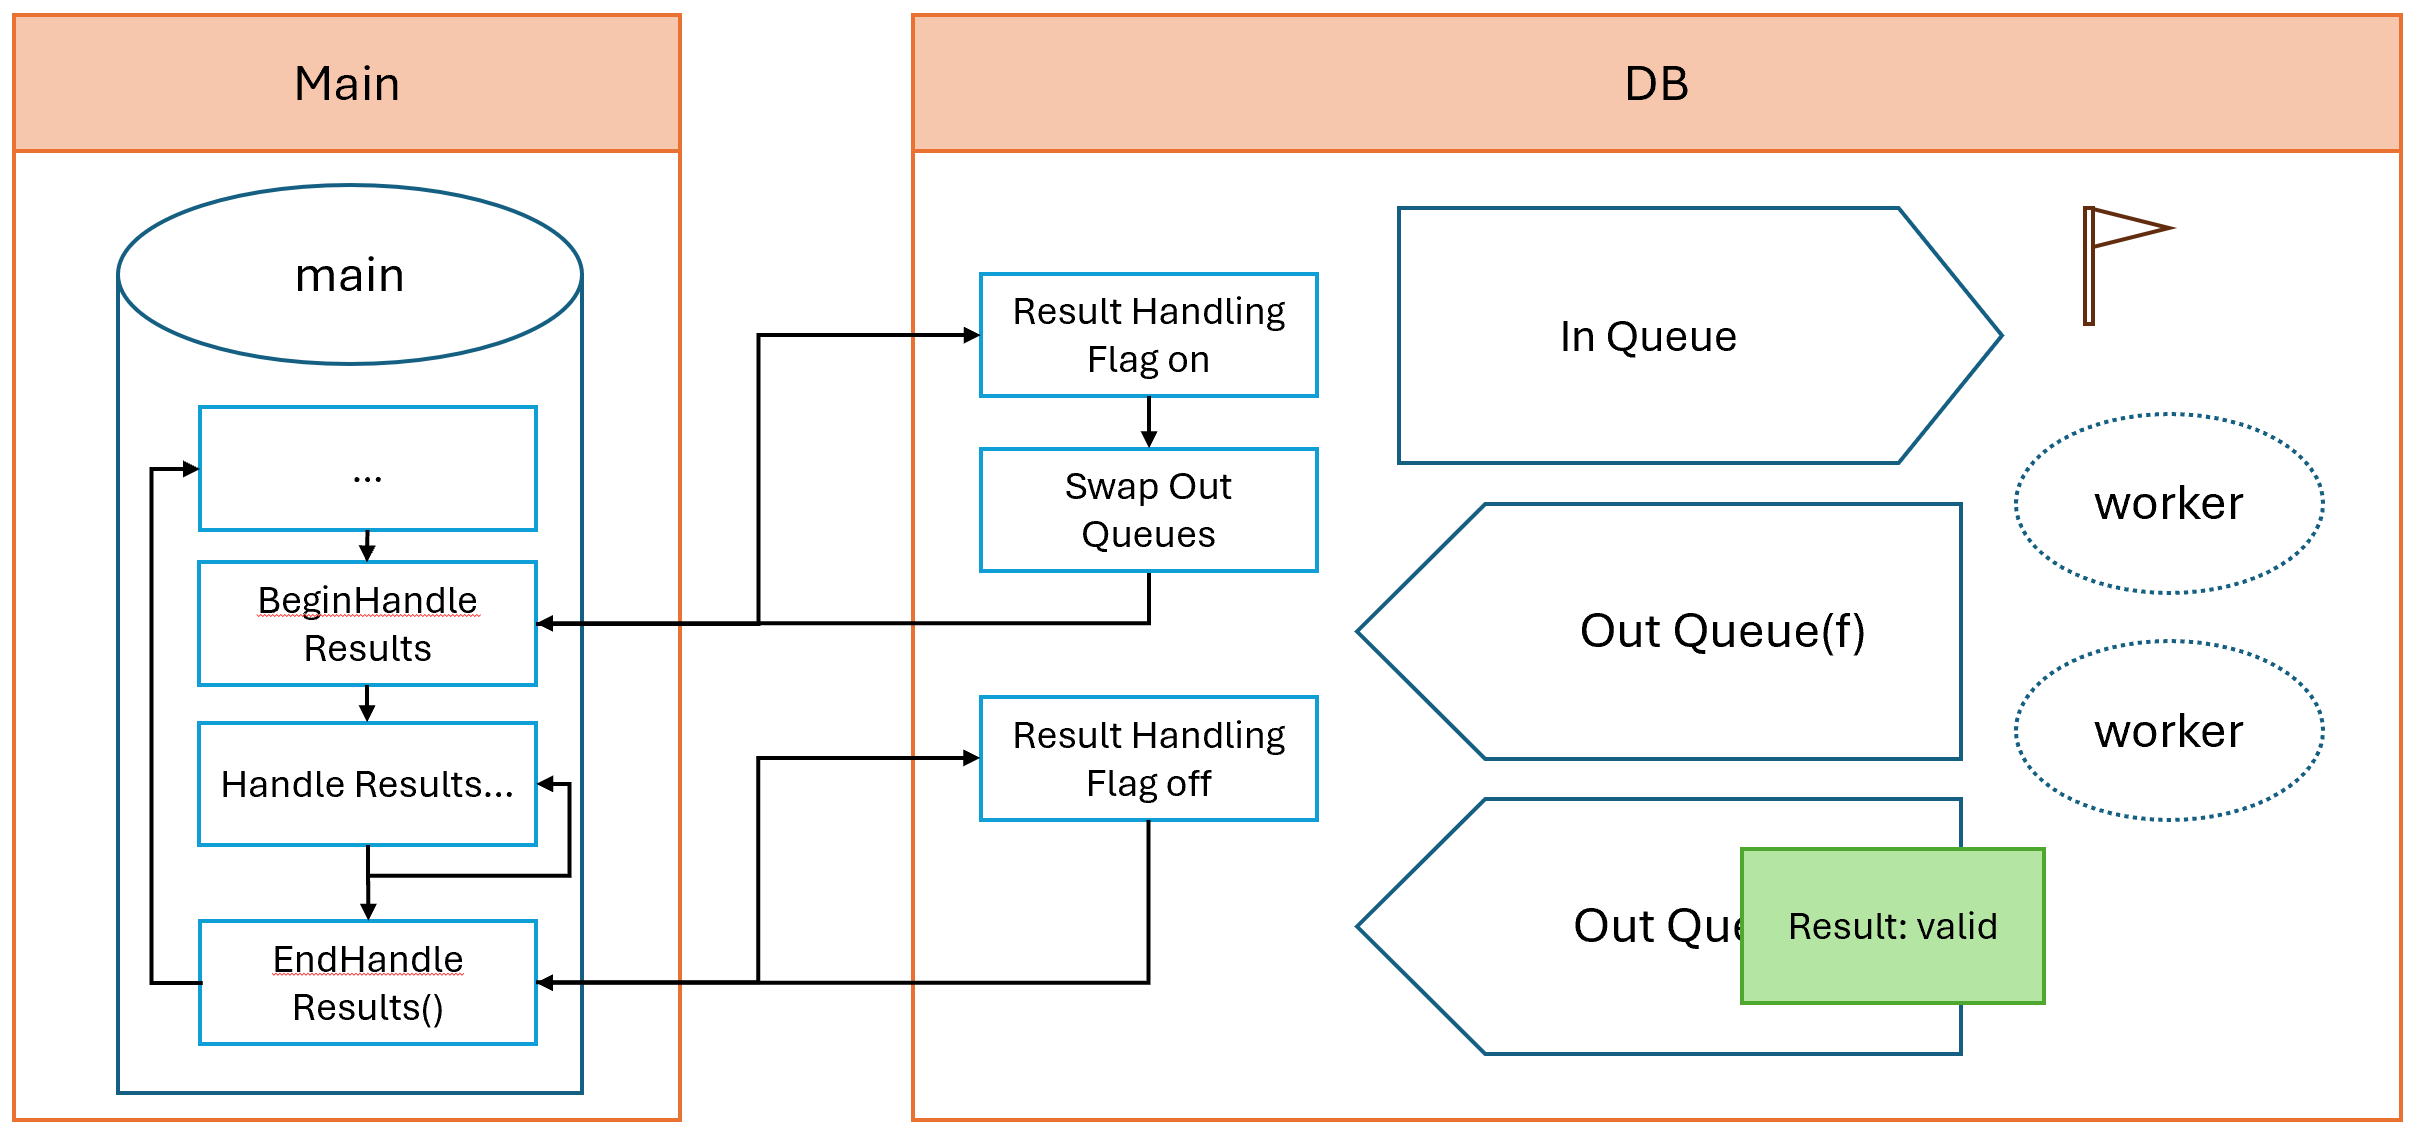 Main
main
...
BeginHandle
Results
Handle Results...
EndHandle
Results()
DB
Result Handling
Flag on
Swap Out
Queues
Result Handling
Flag off
In Queue
Out Queue(f)
Out Que
Result: valid
worker
worker